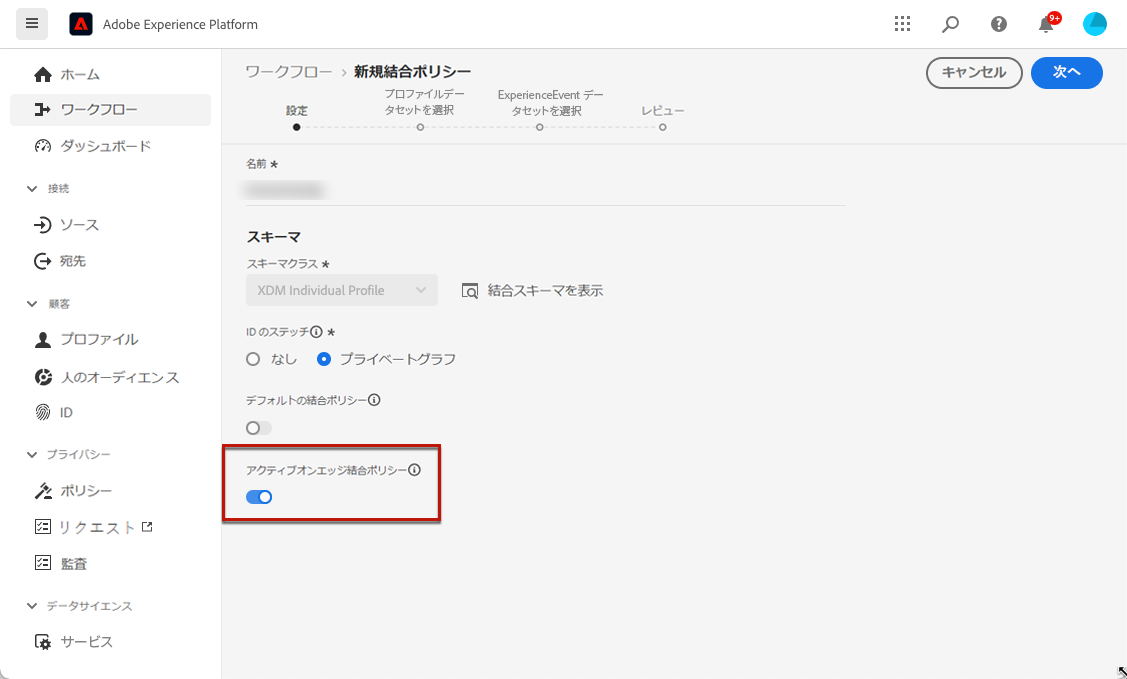 Adobe Experience Platform
9+
ホーム
ワークフロー
ダッシュボード
接続
ソース
宛先
顧客
プロファイル
人のオーディエンス
ID
プライバシー
ポリシー
リクエスト
監査
データサイエンス
サービス
ワークフロー › 新規結合ポリシー
キャンセル
次へ
設定
プロファイルデー
タセットを選択
ExperienceEvent デー
タセットを選択
レビュー
名前 *
スキーマ
スキーマクラス *
XDM Individual Profile
結合スキーマを表示
ID のステッチ *
なし
プライベートグラフ
デフォルトの結合ポリシー
アクティブオンエッジ結合ポリシー